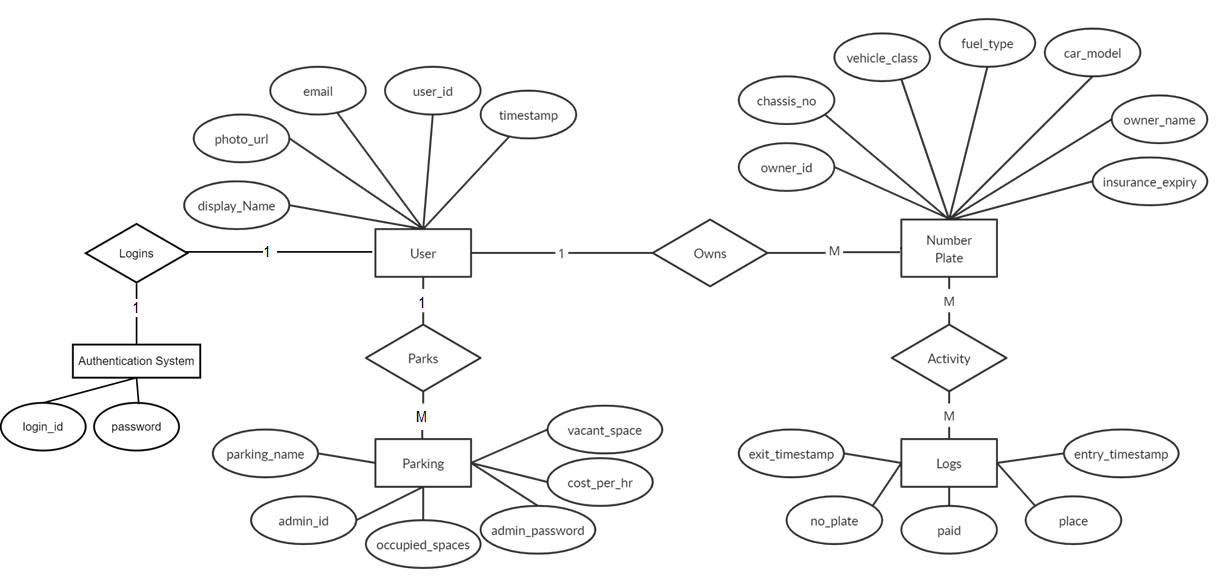 fuel_type
vehicle_class
car_model
email
user_id
chassis_no
timestamp
owner_name
photo_url
owner_id
insurance_expiry
display_Name
Logins
1
User
1
Owns
M
Number
Plate
1
1
M
Authentication System
Parks
Activity
login_id
password
M
M
parking_name
Parking
vacant_space
cost_per_hr
admin_id
occupied_spaces
admin_password
exit_timestamp
Logs
entry_timestamp
no_plate
paid
place